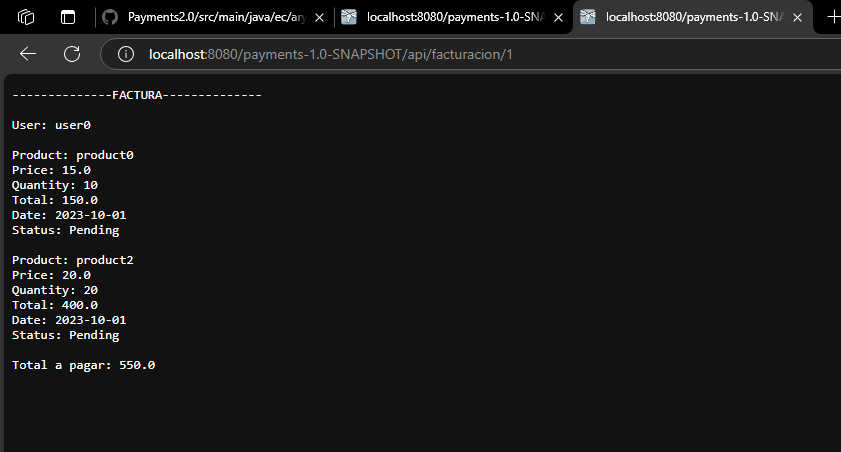 Payments2.0/src/main/java/ec/ary
localhost:8080/payments-1.0-SNA
localhost:8080/payments-1.0-SNA
localhost:8080/payments-1.0-SNAPSHOT/api/facturacion/1
--------------FACTURA--------------
User: user0
Product: product0
Price: 15.0
Quantity: 10
Total: 150.0
Date: 2023-10-01
Status: Pending
Product: product2
Price: 20.0
Quantity: 20
Total: 400.0
Date: 2023-10-01
Status: Pending
Total a pagar: 550.0